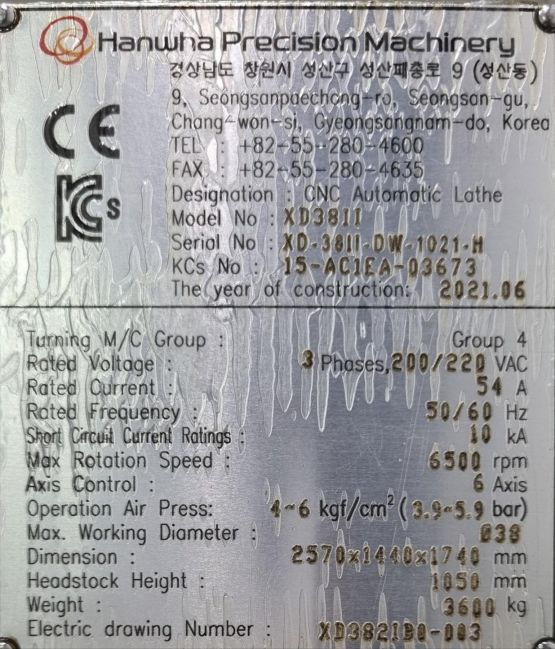 Hanwha Precision Machinery
경상남도 창원시 성산구 성산패총로 9 (성산동)
9, Seongsanpaechong-ro, Seongsan-gu,
Chang-won-si, Gyeongsangnam-do, Korea
CE
TEL : +82-55-280-4600
FAX : +82-55-280-4635
KCs
Designation : CNC Automatic Lathe
Model No : XD38II
Serial No : XD-38II-DW-1021-H
KCs No : 15-AC1EA-03673
The year of construction: 2021.06
Turning M/C Group : Group 4
Rated Voltage : 3 Phases,200/220 VAC
Rated Current : 54 A
Rated Frequency : 50/60 Hz
Short Circuit Current Ratings : 10 kA
Max Rotation Speed : 6500 rpm
Axis Control : 6 Axis
Operation Air Press: 4~6 kgf/cm² (3.9~5.9 bar)
Max. Working Diameter : Ø38
Dimension : 2570x1440x1740 mm
Headstock Height : 1050 mm
Weight : 3600 kg
Electric drawing Number : XD3821B0-003